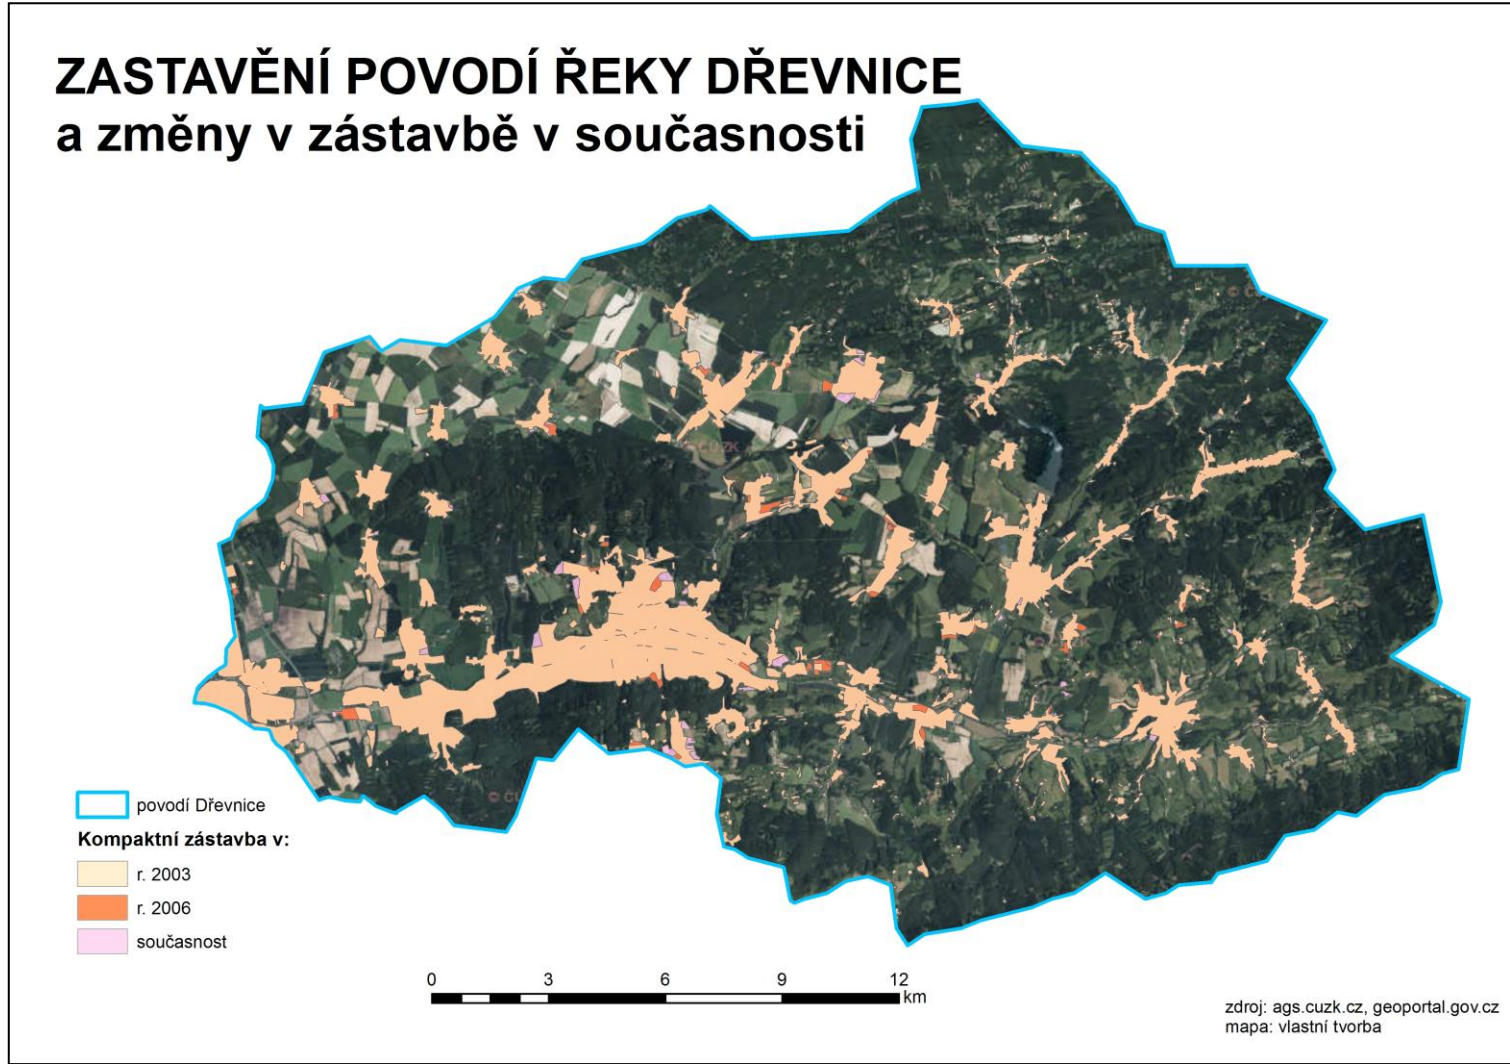 ZASTAVĚNÍ POVODÍ ŘEKY DŘEVNICE
a změny v zástavbě v současnosti
povodí Dřevnice
Kompaktní zástavba v:
r. 2003
r. 2006
současnost
0 3 6 9 12
km
zdroj: ags.cuzk.cz, geoportal.gov.cz
mapa: vlastní tvorba